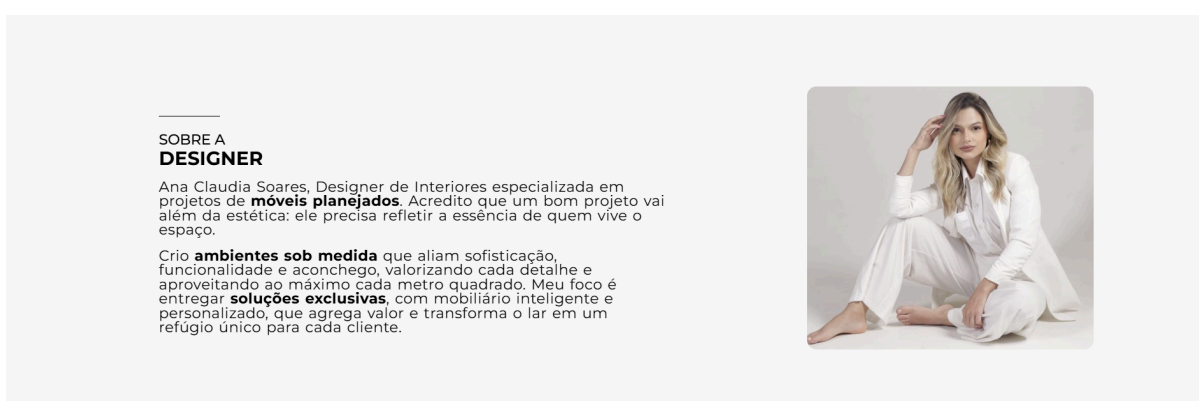 SOBRE A
DESIGNER
Ana Claudia Soares, Designer de Interiores especializada em
projetos de móveis planejados. Acredito que um bom projeto vai
além da estética: ele precisa refletir a essência de quem vive o
espaço.
Crio ambientes sob medida que aliam sofisticação,
funcionalidade e aconchego, valorizando cada detalhe e
aproveitando ao máximo cada metro quadrado. Meu foco é
entregar soluções exclusivas, com mobiliário inteligente e
personalizado, que agrega valor e transforma o lar em um
refúgio único para cada cliente.